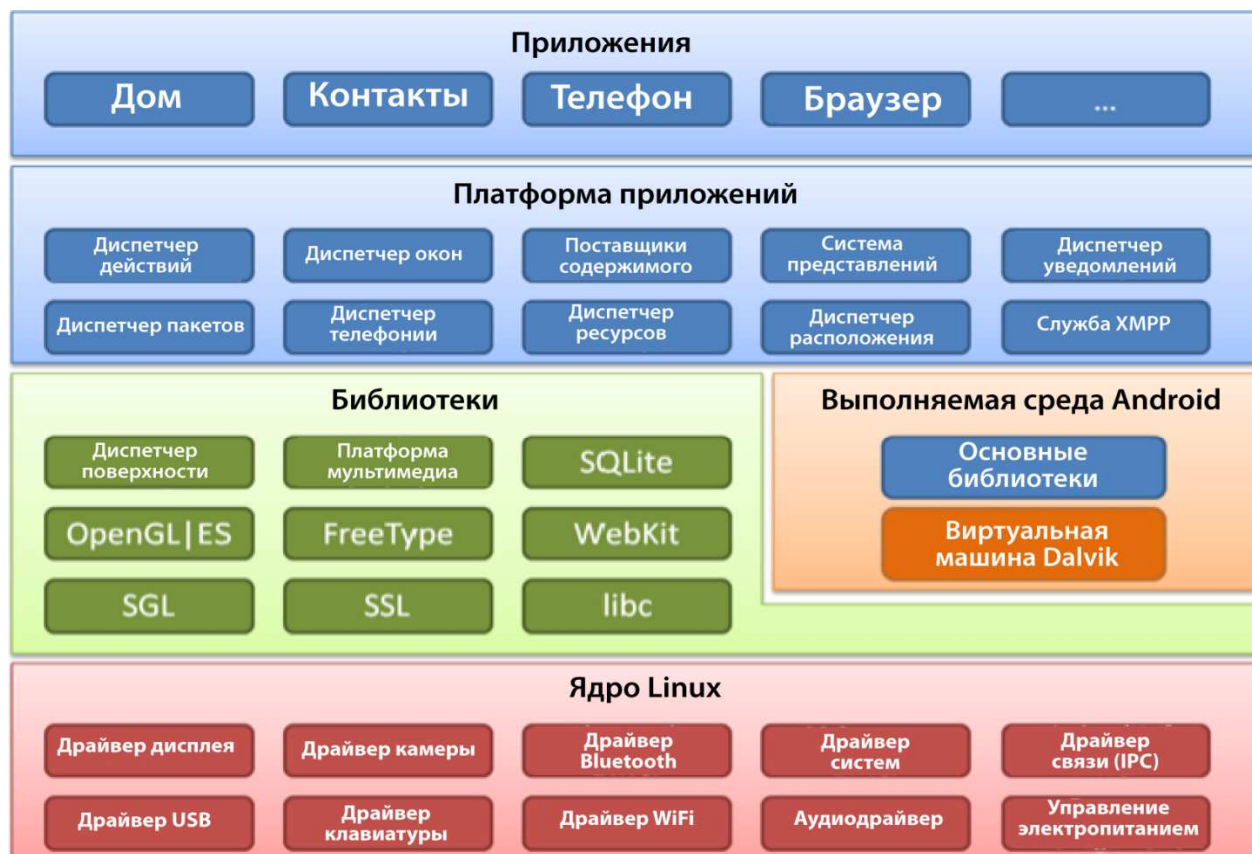 Приложения
Дом
Контакты
Телефон
Браузер
...
Платформа приложений
Диспетчер
действий
Диспетчер окон
Поставщики
содержимого
Система
представлений
Диспетчер
уведомлений
Диспетчер пакетов
Диспетчер
телефонии
Диспетчер
ресурсов
Диспетчер
расположения
Служба XMPP
Библиотеки
Диспетчер
поверхности
Платформа
мультимедиа
SQLite
OpenGL|ES
FreeType
WebKit
SGL
SSL
libc
Выполняемая среда Android
Основные
библиотеки
Виртуальная
машина Dalvik
Ядро Linux
Драйвер дисплея
Драйвер камеры
Драйвер
Bluetooth
Драйвер
систем
Драйвер
связи (IPC)
Драйвер USB
Драйвер
клавиатуры
Драйвер WiFi
Аудиодрайвер
Управление
электропитанием